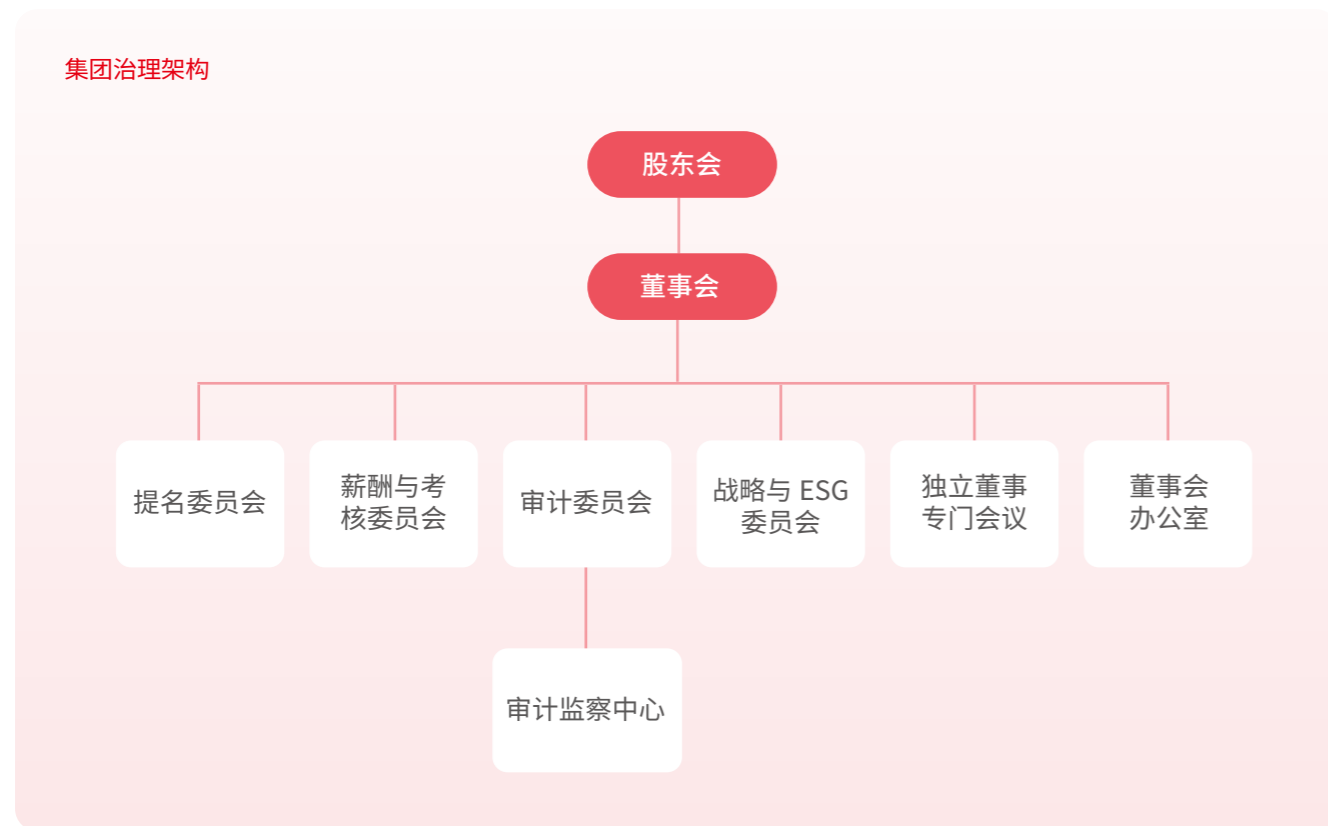 集团治理架构
股东会
董事会
提名委员会
薪酬与考
核委员会
审计委员会
战略与 ESG
委员会
独立董事
专门会议
董事会
办公室
审计监察中心